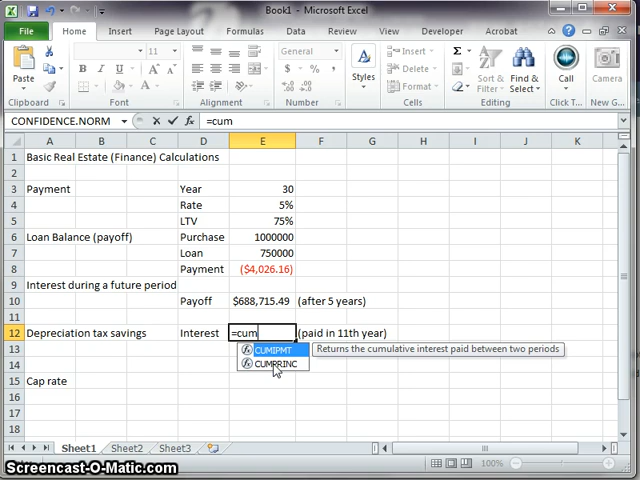 Book1 - Microsoft Excel
File Home Insert Page Layout Formulas Data Review View Developer Acrobat
Paste
Clipboard
11
B I U
Font
Alignment
$ % ,
Number
Styles
Insert
Delete
Format
Cells
Sort & Filter
Find & Select
Editing
Call
Skype
Camera
New G...
CONFIDENCE.NORM
fx
=cum
A B C D E F G H I J K
1 Basic Real Estate (Finance) Calculations
2
3 Payment Year 30
4 Rate 5%
5 LTV 75%
6 Loan Balance (payoff) Purchase 1000000
7 Loan 750000
8 Payment ($4,026.16)
9 Interest during a future period
10 Payoff $688,715.49 (after 5 years)
11
12 Depreciation tax savings Interest =cum (paid in 11th year)
13 CUMIPMT Returns the cumulative interest paid between two periods
14 CUMPRINC
15 Cap rate
16
17
18
Sheet1 Sheet2 Sheet3
100%
Screencast-O-Matic.com